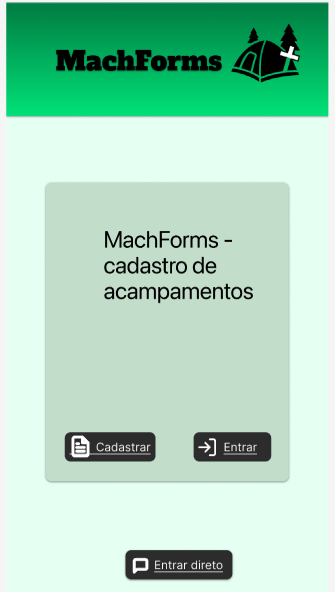 MachForms
MachForms -
cadastro de
acampamentos
Cadastrar
Entrar
Entrar direto